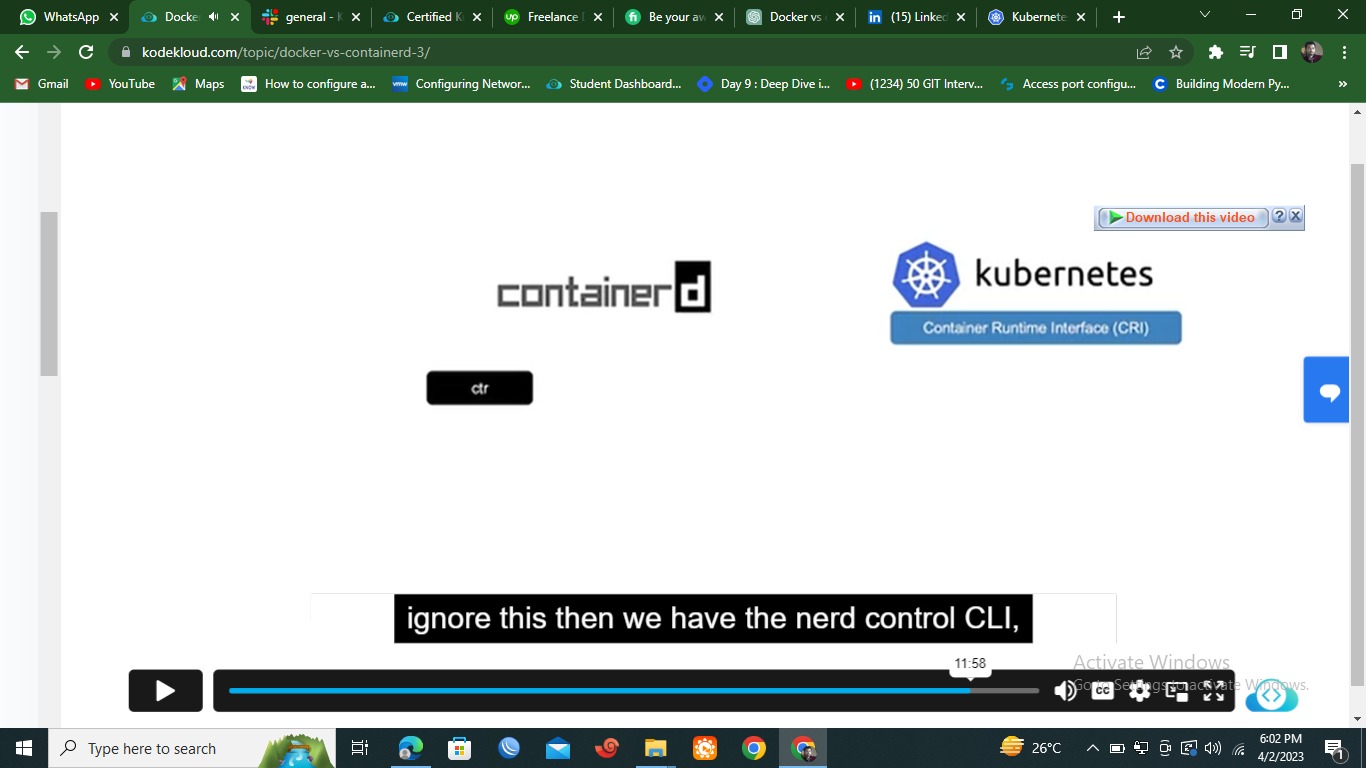 WhatsApp
Docke
general - K
Certified K
Freelance
Be your aw
Docker vs
(15) Linked
Kubernete
kodekloud.com/topic/docker-vs-containerd-3/
Gmail
YouTube
Maps
How to configure a...
Configuring Networ...
Student Dashboard...
Day 9 : Deep Dive i...
(1234) 50 GIT Interv...
Access port configu...
Building Modern Py...
»
Download this video
?
containerd
kubernetes
Container Runtime Interface (CRI)
ctr
ignore this then we have the nerd control CLI,
11:58
Activate Windows
Go to Settings to activate Windows.
CC
Type here to search
26°C
6:02 PM
4/2/2023
1